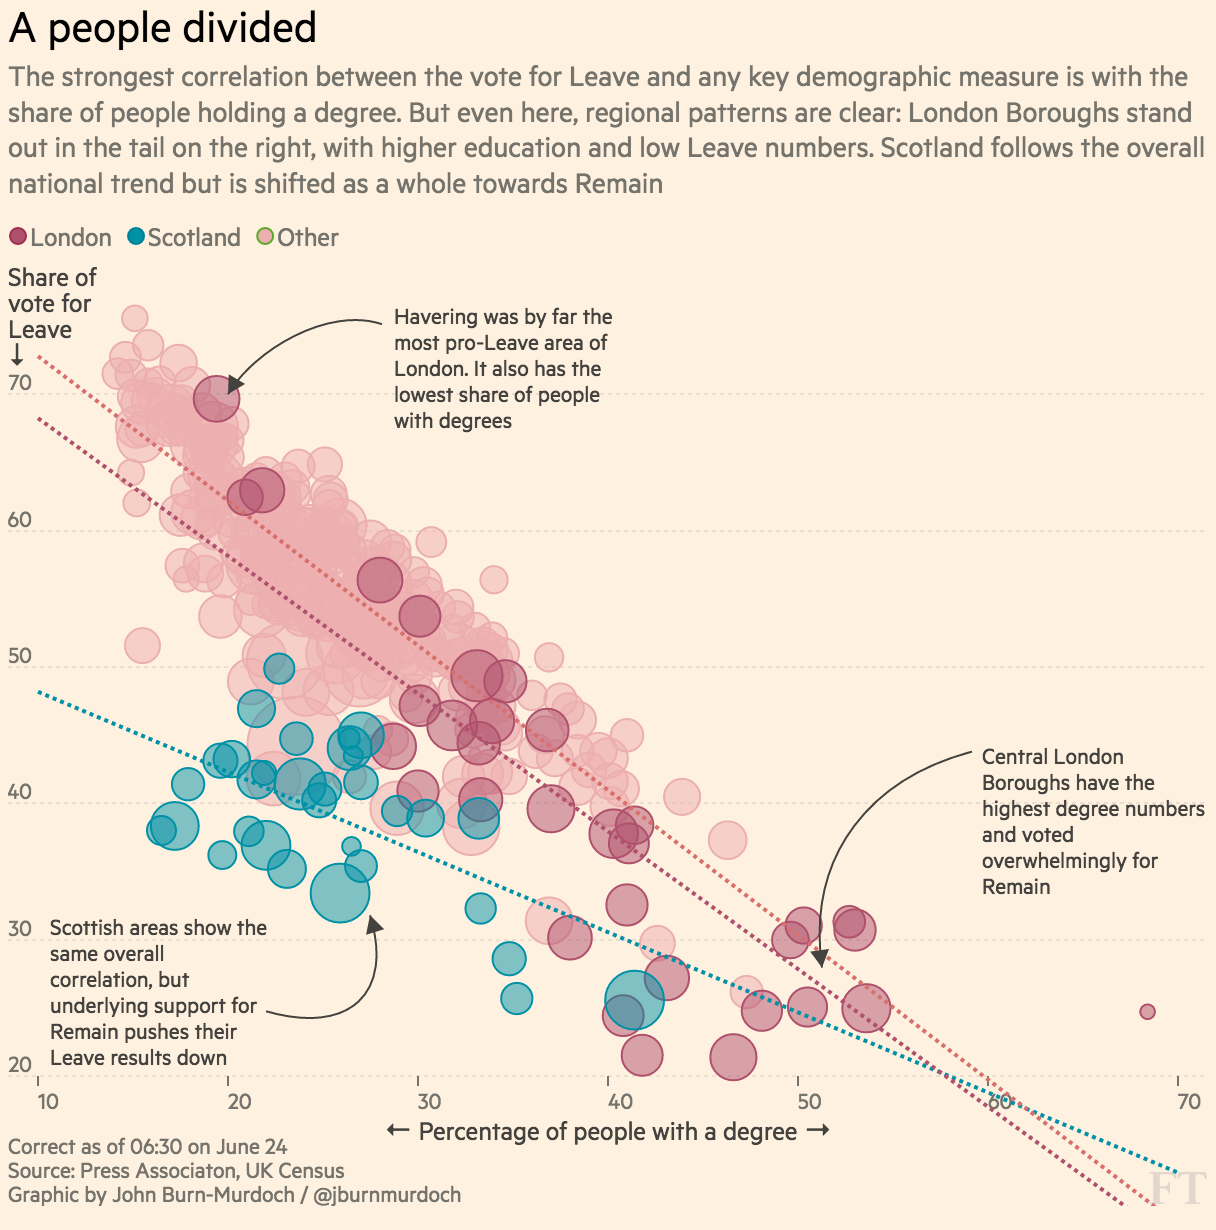 A people divided
The strongest correlation between the vote for Leave and any key demographic measure is with the
share of people holding a degree. But even here, regional patterns are clear: London Boroughs stand
out in the tail on the right, with higher education and low Leave numbers. Scotland follows the overall
national trend but is shifted as a whole towards Remain
London Scotland Other
Share of
vote for
Leave
↓
Havering was by far the
most pro-Leave area of
London. It also has the
lowest share of people
with degrees
70
60
50
40
30
20
Central London
Boroughs have the
highest degree numbers
and voted
overwhelmingly for
Remain
Scottish areas show the
same overall
correlation, but
underlying support for
Remain pushes their
Leave results down
10 20 30 40 50 60 70
← Percentage of people with a degree →
Correct as of 06:30 on June 24
Source: Press Associaton, UK Census
Graphic by John Burn-Murdoch / @jburnmurdoch
FT